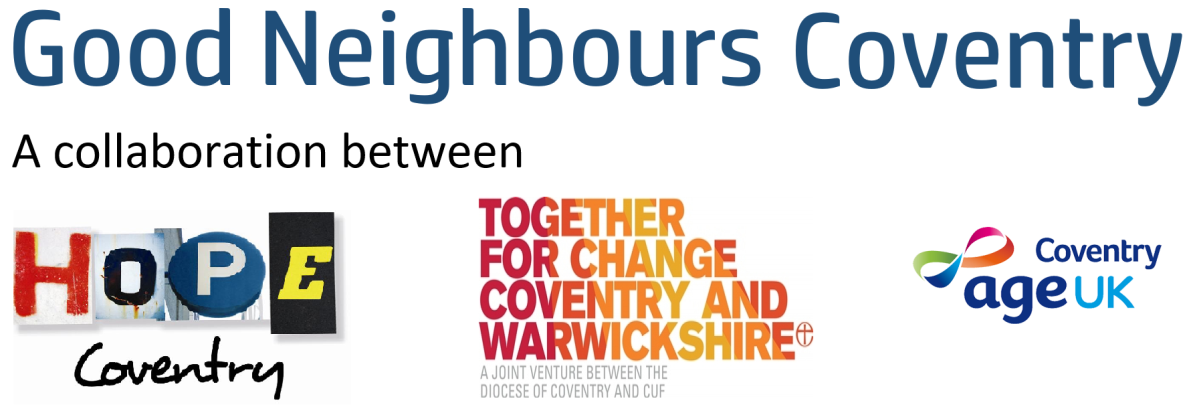 Good Neighbours Coventry
A collaboration between
HOPE
Coventry
TOGETHER
FOR CHANGE
COVENTRY AND
WARWICKSHIRE
A JOINT VENTURE BETWEEN THE
DIOCESE OF COVENTRY AND CUF
Coventry
age UK